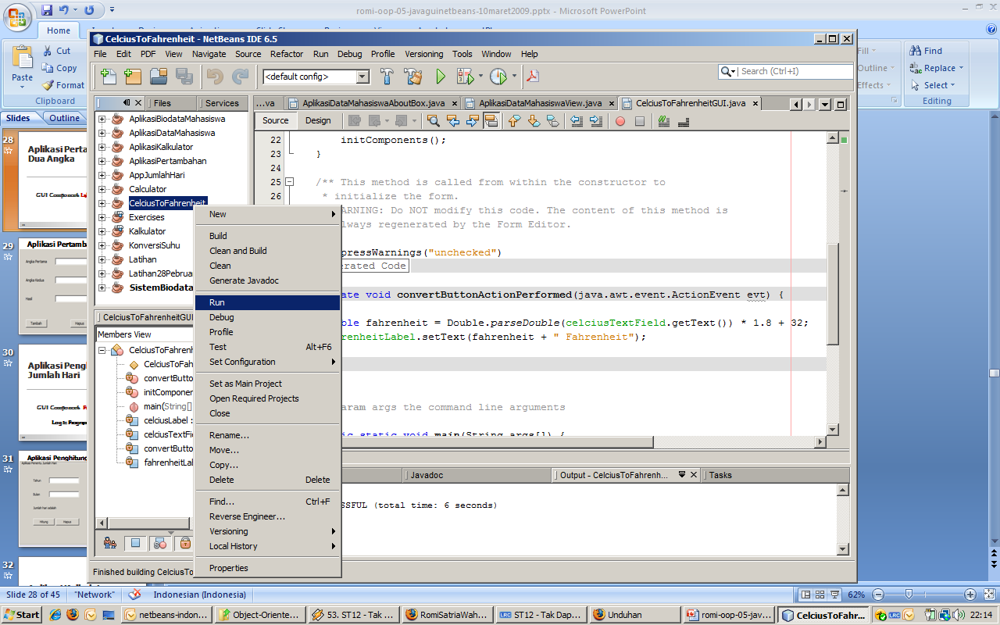 romi-oop-05-javaguinetbeans-10maret2009.pptx - Microsoft PowerPoint
Home
Cut
Copy
Format
Paste
Clipboard
Fill
Outline
Effects
Find
Replace
Select
Editing
Slides
Outline
CelciusToFahrenheit - NetBeans IDE 6.5
File Edit PDF View Navigate Source Refactor Run Debug Profile Versioning Tools Window Help
<default config>
Search (Ctrl+I)
Files
Services
...va
AplikasiDataMahasiswaAboutBox.java
AplikasiDataMahasiswaView.java
CelciusToFahrenheitGUI.java
Source
Design
AplikasiBiodataMahasiswa
AplikasiDataMahasiswa
AplikasiKalkulator
AplikasiPertambahan
AppJumlahHari
Calculator
CelciusToFahrenheit
Exercises
Kalkulator
KonversiSuhu
Latihan
Latihan28Pebruar
SistemBiodata
22 initComponents();
23 }
24
25 /** This method is called from within the constructor to
26 * initialize the form.
ARNING: Do NOT modify this code. The content of this method is
lways regenerated by the Form Editor.
pressWarnings("unchecked")
erated Code
ate void convertButtonActionPerformed(java.awt.event.ActionEvent evt) {
ble fahrenheit = Double.parseDouble(celciusTextField.getText()) * 1.8 + 32;
renheitLabel.setText(fahrenheit + " Fahrenheit");
aram args the command line arguments
ic static void main(String args[]) {
New
Build
Clean and Build
Clean
Generate Javadoc
Run
Debug
Profile
Test Alt+F6
Set Configuration
Set as Main Project
Open Required Projects
Close
Rename...
Move...
Copy...
Delete Delete
Find... Ctrl+F
Reverse Engineer...
Versioning
Local History
Properties
CelciusToFahrenheitGUI
Members View
CelciusToFahrenh
CelciusToFah
convertButto
initComponen
main(String[]
celciusLabel :
celciusTextFie
convertButto
fahrenheitLal
Javadoc
Output - CelciusToFahrenh...
Tasks
SSFUL (total time: 6 seconds)
Finished building CelciusTo
28
Aplikasi Perta
Dua Angka
GUI Component: La
29
Aplikasi Pertamb
Angka Pertama
Angka Kedua
Hasil
Tambah
Hapus
30
Aplikasi Peng
Jumlah Hari
31
Aplikasi Penghitung
Tahun
Bulan
Jumlah hari adalah
Hitung
Hapus
32
Slide 28 of 45
"Network"
Indonesian (Indonesia)
62%
Start
netbeans-indon...
Object-Oriente...
53. ST12 - Tak ...
RomiSatriaWah...
ST12 - Tak Dap...
Unduhan
romi-oop-05-jav...
CelciusToFahr...
22:14